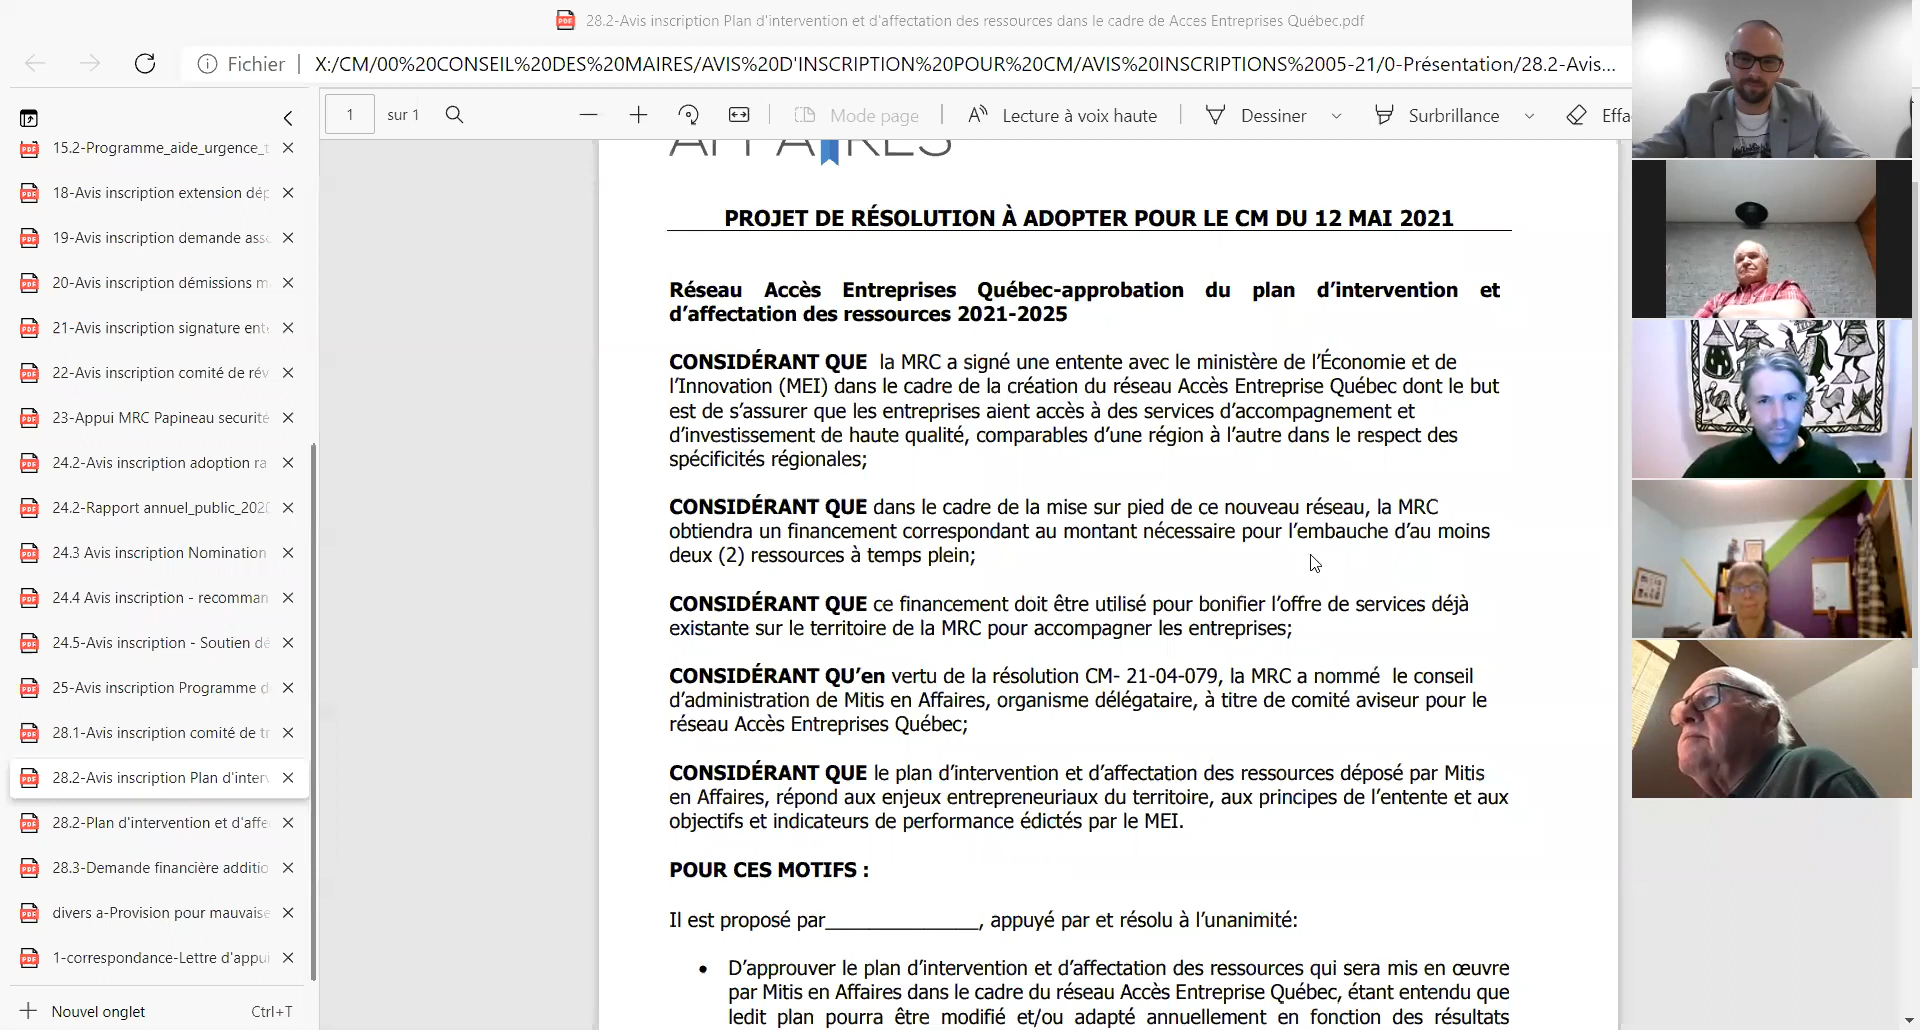 28.2-Avis inscription Plan d'intervention et d'affectation des ressources dans le cadre de Acces Entreprises Québec.pdf
Fichier X:/CM/00%20CONSEIL%20DES%20MAIRES/AVIS%20D'INSCRIPTION%20POUR%20CM/AVIS%20INSCRIPTIONS%2005-21/0-Présentation/28.2-Avis...
1 sur 1 Mode page Lecture à voix haute Dessiner Surbrillance Effa
15.2-Programme_aide_urgence_t
18-Avis inscription extension dép
19-Avis inscription demande asso
20-Avis inscription démissions m
21-Avis inscription signature ent
22-Avis inscription comité de rév
23-Appui MRC Papineau securité
24.2-Avis inscription adoption ra
24.2-Rapport annuel_public_2020
24.3 Avis inscription Nomination
24.4 Avis inscription - recomman
24.5-Avis inscription - Soutien dé
25-Avis inscription Programme d
28.1-Avis inscription comité de tr
28.2-Avis inscription Plan d'interv
28.2-Plan d'intervention et d'affe
28.3-Demande financière additio
divers a-Provision pour mauvaise
1-correspondance-Lettre d'appui
Nouvel onglet Ctrl+T
AFFAIRES
PROJET DE RÉSOLUTION À ADOPTER POUR LE CM DU 12 MAI 2021
Réseau Accès Entreprises Québec-approbation du plan d’intervention et
d’affectation des ressources 2021-2025
CONSIDÉRANT QUE la MRC a signé une entente avec le ministère de l’Économie et de
l’Innovation (MEI) dans le cadre de la création du réseau Accès Entreprise Québec dont le but
est de s’assurer que les entreprises aient accès à des services d’accompagnement et
d’investissement de haute qualité, comparables d’une région à l’autre dans le respect des
spécificités régionales;
CONSIDÉRANT QUE dans le cadre de la mise sur pied de ce nouveau réseau, la MRC
obtiendra un financement correspondant au montant nécessaire pour l’embauche d’au moins
deux (2) ressources à temps plein;
CONSIDÉRANT QUE ce financement doit être utilisé pour bonifier l’offre de services déjà
existante sur le territoire de la MRC pour accompagner les entreprises;
CONSIDÉRANT QU’en vertu de la résolution CM- 21-04-079, la MRC a nommé le conseil
d’administration de Mitis en Affaires, organisme délégataire, à titre de comité aviseur pour le
réseau Accès Entreprises Québec;
CONSIDÉRANT QUE le plan d’intervention et d’affectation des ressources déposé par Mitis
en Affaires, répond aux enjeux entrepreneuriaux du territoire, aux principes de l’entente et aux
objectifs et indicateurs de performance édictés par le MEI.
POUR CES MOTIFS :
Il est proposé par______________, appuyé par et résolu à l’unanimité:
• D’approuver le plan d’intervention et d’affectation des ressources qui sera mis en œuvre
par Mitis en Affaires dans le cadre du réseau Accès Entreprise Québec, étant entendu que
ledit plan pourra être modifié et/ou adapté annuellement en fonction des résultats